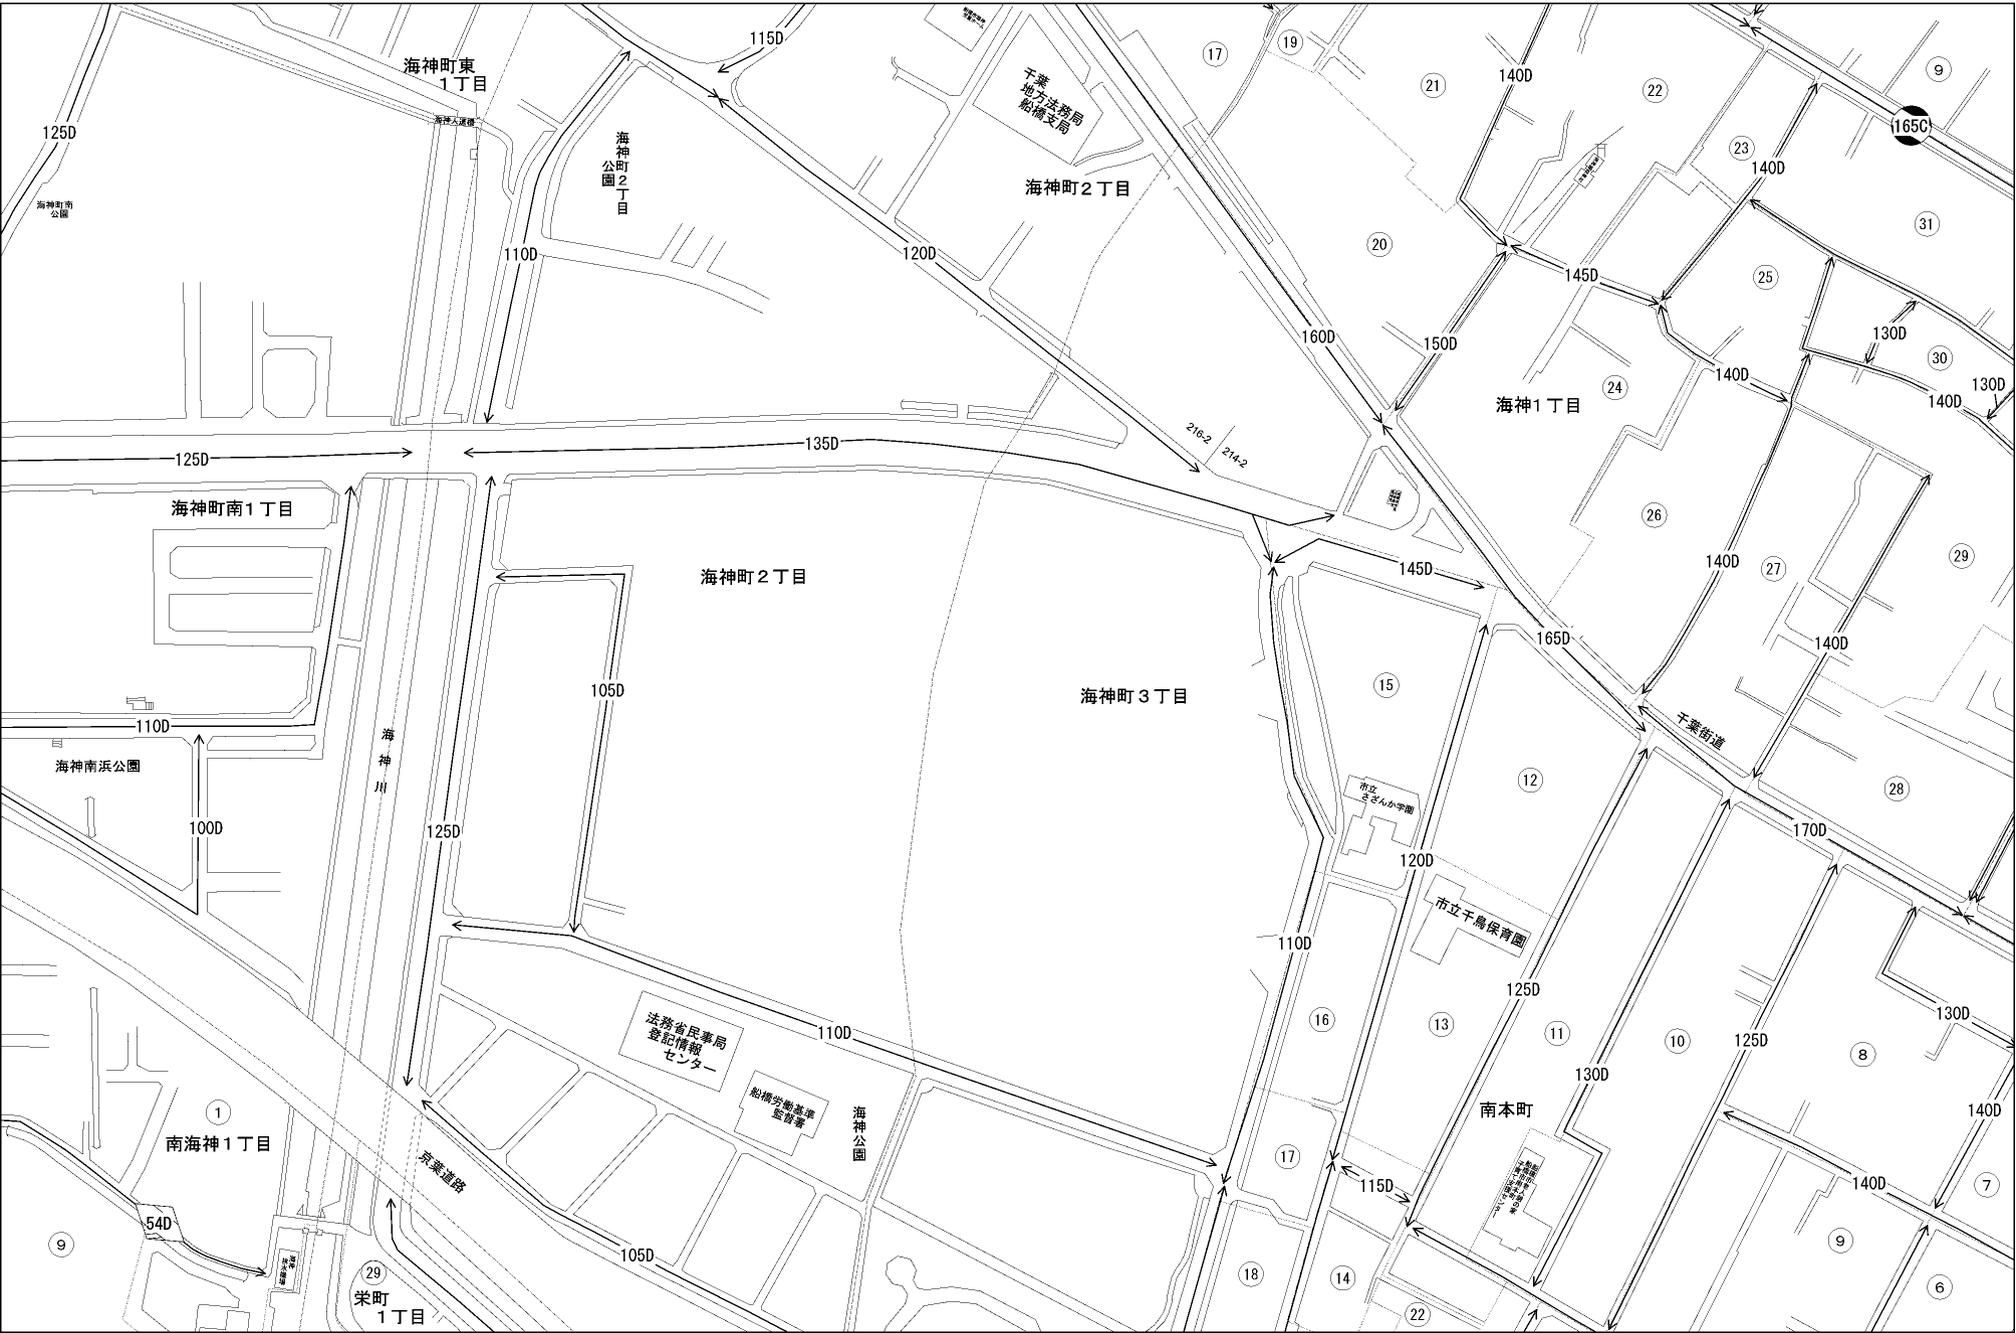 115D
海神町東
1丁目
千葉
地方法務局
船橋支局
17
19
21
140D
22
9
165C
125D
海神人道橋
海神町2丁目
公園
海神町2丁目
23
140D
海神町南
公園
110D
120D
20
145D
25
31
160D
150D
130D
30
24
140D
海神1丁目
130D
140D
125D
135D
216-2
214-2
海神町南1丁目
26
海神町2丁目
145D
140D
27
29
105D
165D
140D
海神町3丁目
15
110D
海神川
千葉街道
海神南浜公園
12
28
市立
さざんか学園
100D
125D
170D
120D
市立千鳥保育園
110D
125D
130D
法務省民事局
登記情報
センター
110D
16
13
11
10
125D
8
130D
船橋労働基準
監督署
海神公園
南本町
1
南海神1丁目
140D
京葉道路
17
115D
140D
7
54D
9
105D
9
29
栄町
1丁目
18
14
22
6